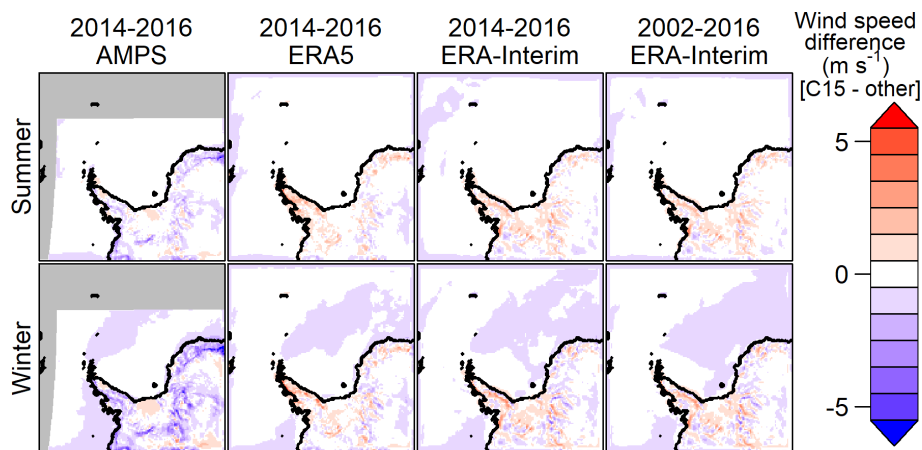 2014-2016
AMPS
2014-2016
ERA5
2014-2016
ERA-Interim
2002-2016
ERA-Interim
Wind speed
difference
(m s⁻¹)
[C15 - other]
Summer
Winter
5
0
-5